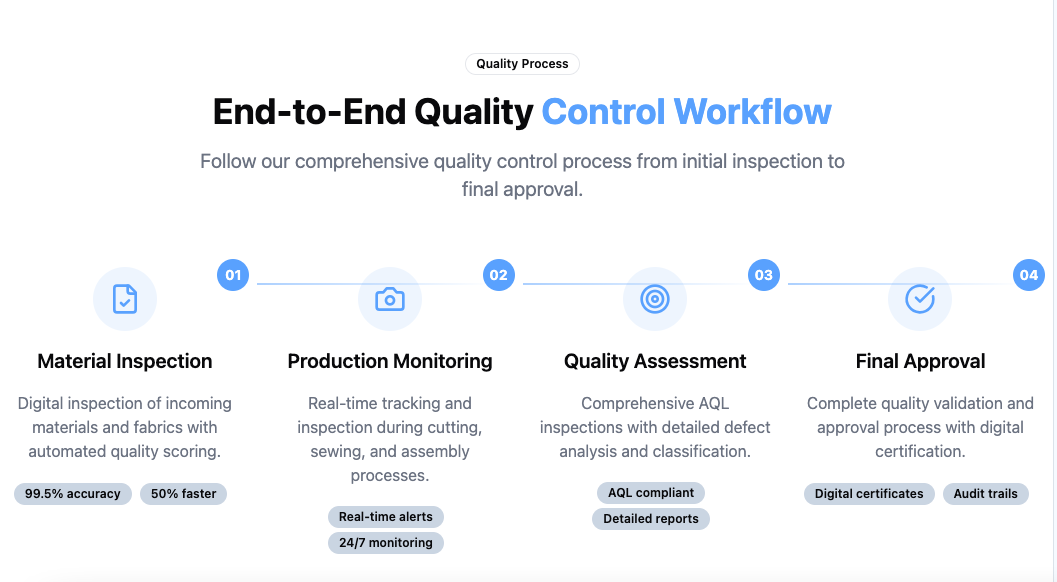 Quality Process
End-to-End Quality Control Workflow
Follow our comprehensive quality control process from initial inspection to
final approval.
01
Material Inspection
Digital inspection of incoming
materials and fabrics with
automated quality scoring.
99.5% accuracy
50% faster
02
Production Monitoring
Real-time tracking and
inspection during cutting,
sewing, and assembly
processes.
Real-time alerts
24/7 monitoring
03
Quality Assessment
Comprehensive AQL
inspections with detailed defect
analysis and classification.
AQL compliant
Detailed reports
04
Final Approval
Complete quality validation and
approval process with digital
certification.
Digital certificates
Audit trails